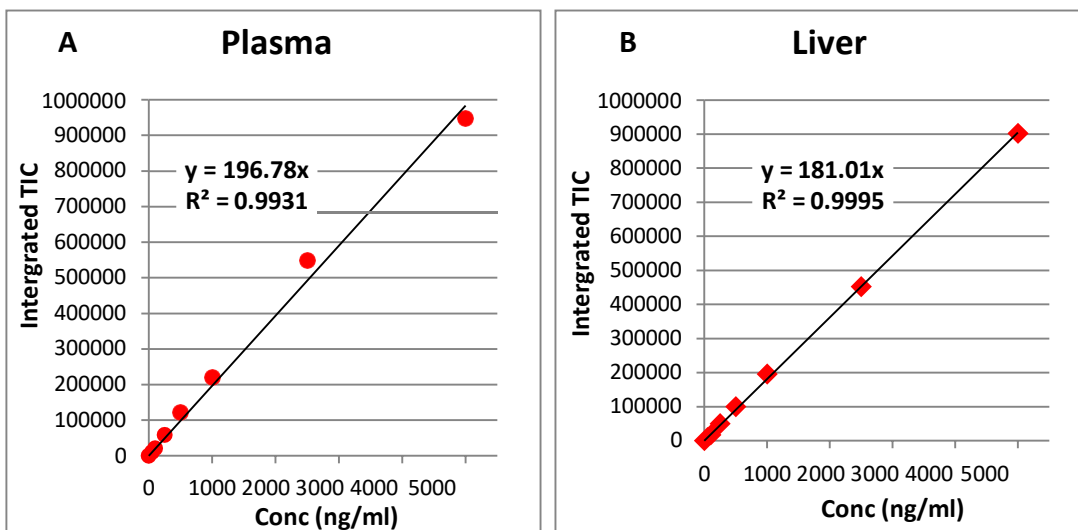 A
Plasma
Intergrated TIC
1000000
900000
800000
700000
600000
500000
400000
300000
200000
100000
0
y = 196.78x
R² = 0.9931
0 1000 2000 3000 4000 5000
Conc (ng/ml)
B
Liver
Integrated TIC
1000000
900000
800000
700000
600000
500000
400000
300000
200000
100000
0
y = 181.01x
R² = 0.9995
0 1000 2000 3000 4000 5000
Conc (ng/ml)